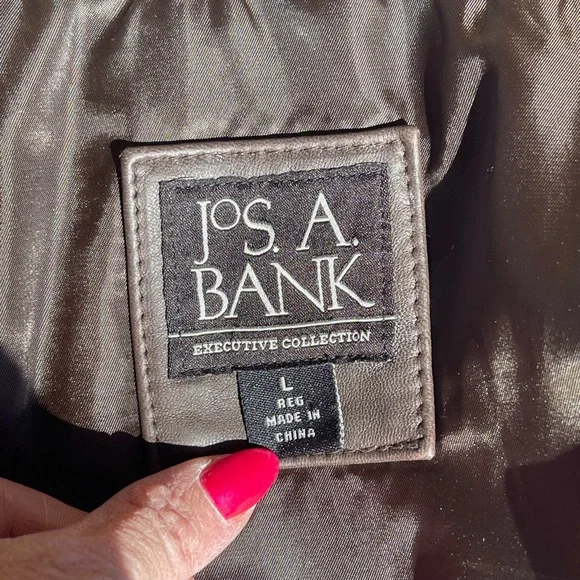 JOS. A.
BANK
EXECUTIVE COLLECTION
L
REG
MADE IN
CHINA